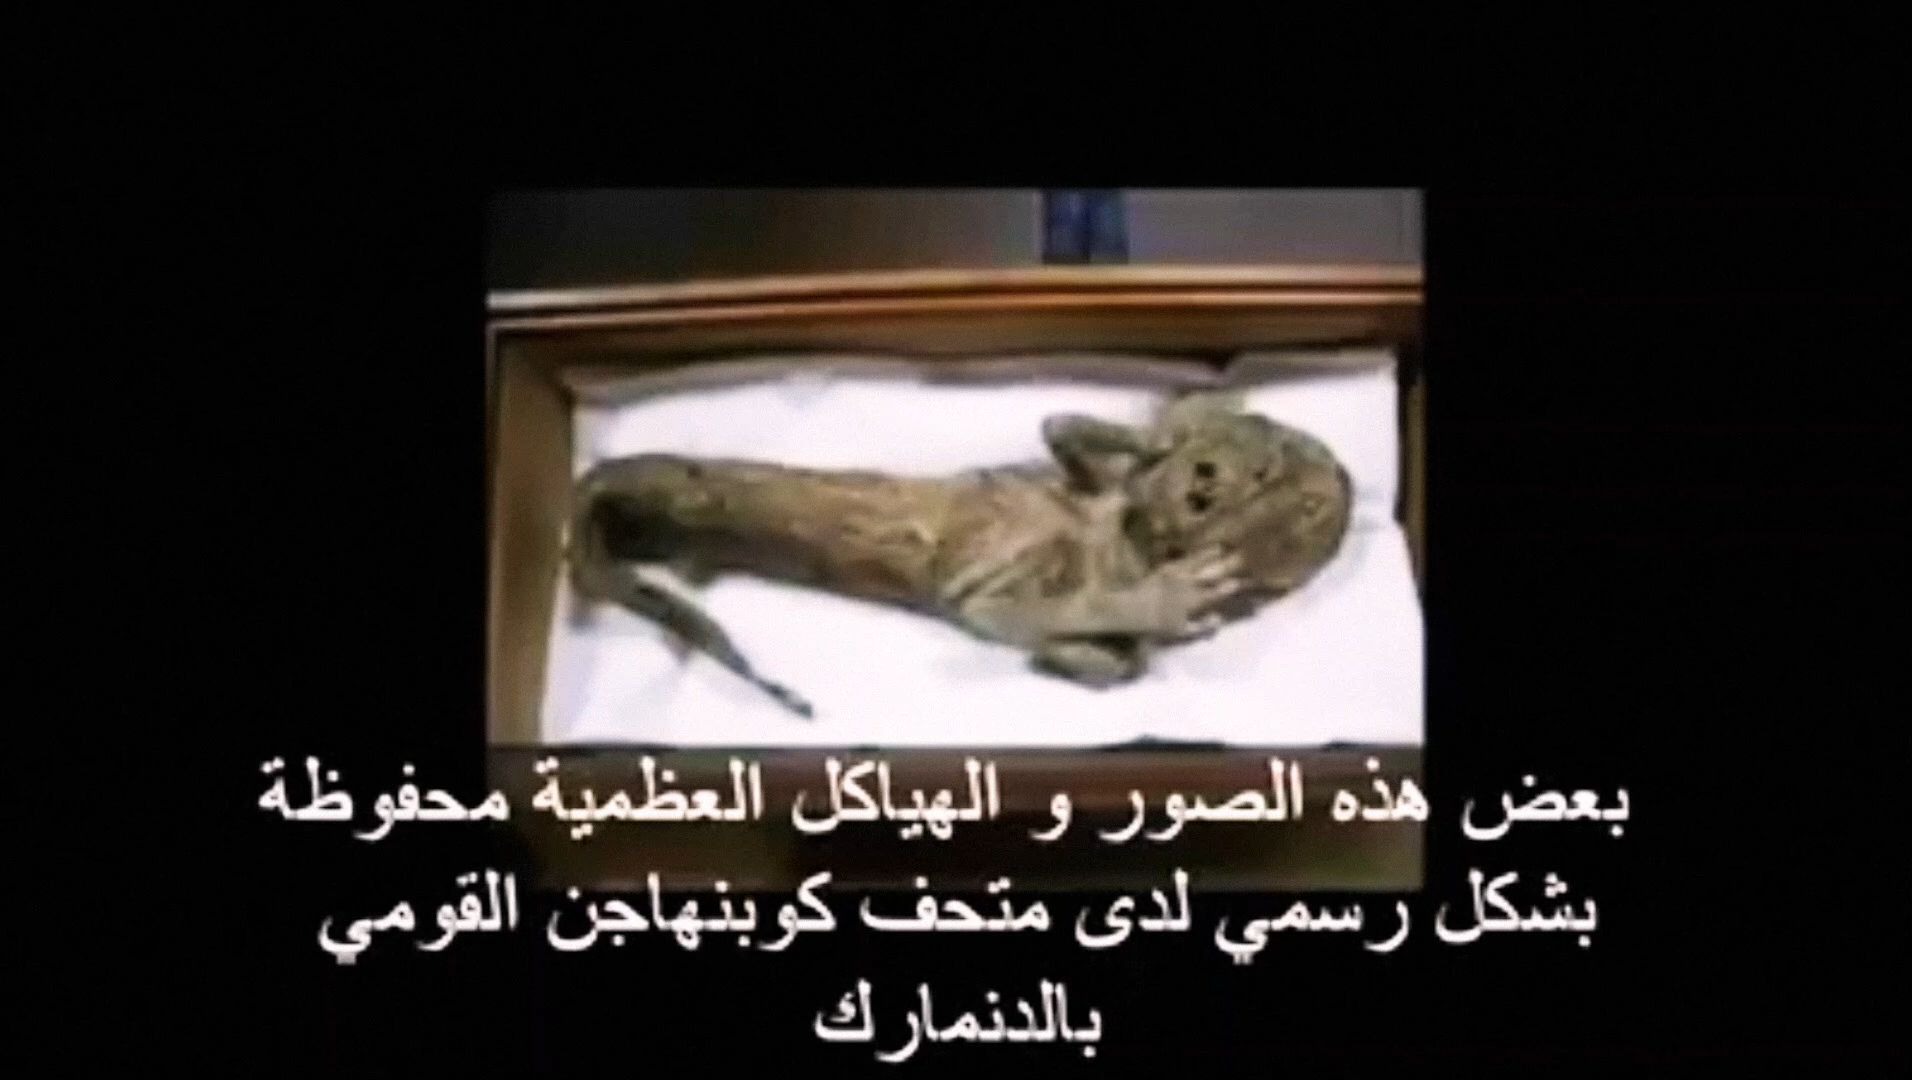 بعض هذه الصور و الهياكل العظمية محفوظة
بشكل رسمي لدى متحف كوبنهاجن القومي
بالدنمارك